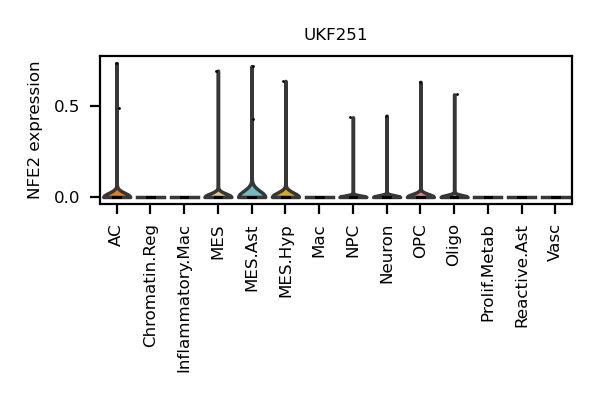 UKF251
NFE2 expression
0.5
0.0
AC
Chromatin.Reg
Inflammatory.Mac
MES
MES.Ast
MES.Hyp
Mac
NPC
Neuron
OPC
Oligo
Prolif.Metab
Reactive.Ast
Vasc